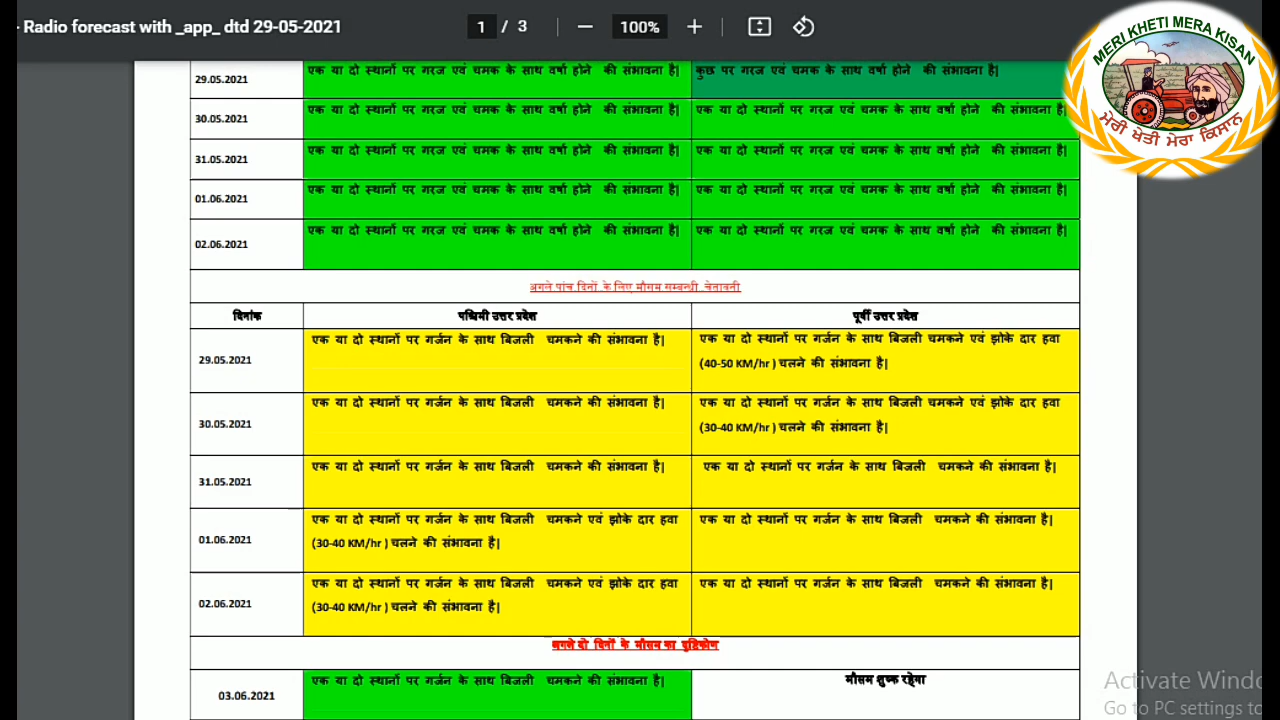 - Radio forecast with _app_ dtd 29-05-2021
1 / 3
100%
MERI KHETI MERA KISAN
ਮੇਰੀ ਖੇਤੀ ਮੇਰਾ ਕਿਸਾਨ
29.05.2021 एक या दो स्थानों पर गरज एवं चमक के साथ वर्षा होने की संभावना है| कुछ पर गरज एवं चमक के साथ वर्षा होने की संभावना है|
30.05.2021 एक या दो स्थानों पर गरज एवं चमक के साथ वर्षा होने की संभावना है| एक या दो स्थानों पर गरज एवं चमक के साथ वर्षा होने की संभावना है|
31.05.2021 एक या दो स्थानों पर गरज एवं चमक के साथ वर्षा होने की संभावना है| एक या दो स्थानों पर गरज एवं चमक के साथ वर्षा होने की संभावना है|
01.06.2021 एक या दो स्थानों पर गरज एवं चमक के साथ वर्षा होने की संभावना है| एक या दो स्थानों पर गरज एवं चमक के साथ वर्षा होने की संभावना है|
02.06.2021 एक या दो स्थानों पर गरज एवं चमक के साथ वर्षा होने की संभावना है| एक या दो स्थानों पर गरज एवं चमक के साथ वर्षा होने की संभावना है|
अगले पांच दिनों के लिए मौसम सम्बन्धी चेतावनी
दिनांक पश्चिमी उत्तर प्रदेश पूर्वी उत्तर प्रदेश
29.05.2021 एक या दो स्थानों पर गर्जन के साथ बिजली चमकने की संभावना है| एक या दो स्थानों पर गर्जन के साथ बिजली चमकने एवं झोके दार हवा
(40-50 KM/hr ) चलने की संभावना है|
30.05.2021 एक या दो स्थानों पर गर्जन के साथ बिजली चमकने की संभावना है| एक या दो स्थानों पर गर्जन के साथ बिजली चमकने एवं झोके दार हवा
(30-40 KM/hr ) चलने की संभावना है|
31.05.2021 एक या दो स्थानों पर गर्जन के साथ बिजली चमकने की संभावना है| एक या दो स्थानों पर गर्जन के साथ बिजली चमकने की संभावना है|
01.06.2021 एक या दो स्थानों पर गर्जन के साथ बिजली चमकने एवं झोके दार हवा
(30-40 KM/hr ) चलने की संभावना है| एक या दो स्थानों पर गर्जन के साथ बिजली चमकने की संभावना है|
02.06.2021 एक या दो स्थानों पर गर्जन के साथ बिजली चमकने एवं झोके दार हवा
(30-40 KM/hr ) चलने की संभावना है| एक या दो स्थानों पर गर्जन के साथ बिजली चमकने की संभावना है|
अगले दो दिनों के मौसम का दृष्टिकोण
03.06.2021 एक या दो स्थानों पर गर्जन के साथ बिजली चमकने की संभावना है| मौसम शुष्क रहेगा
Activate Windo
Go to PC settings to